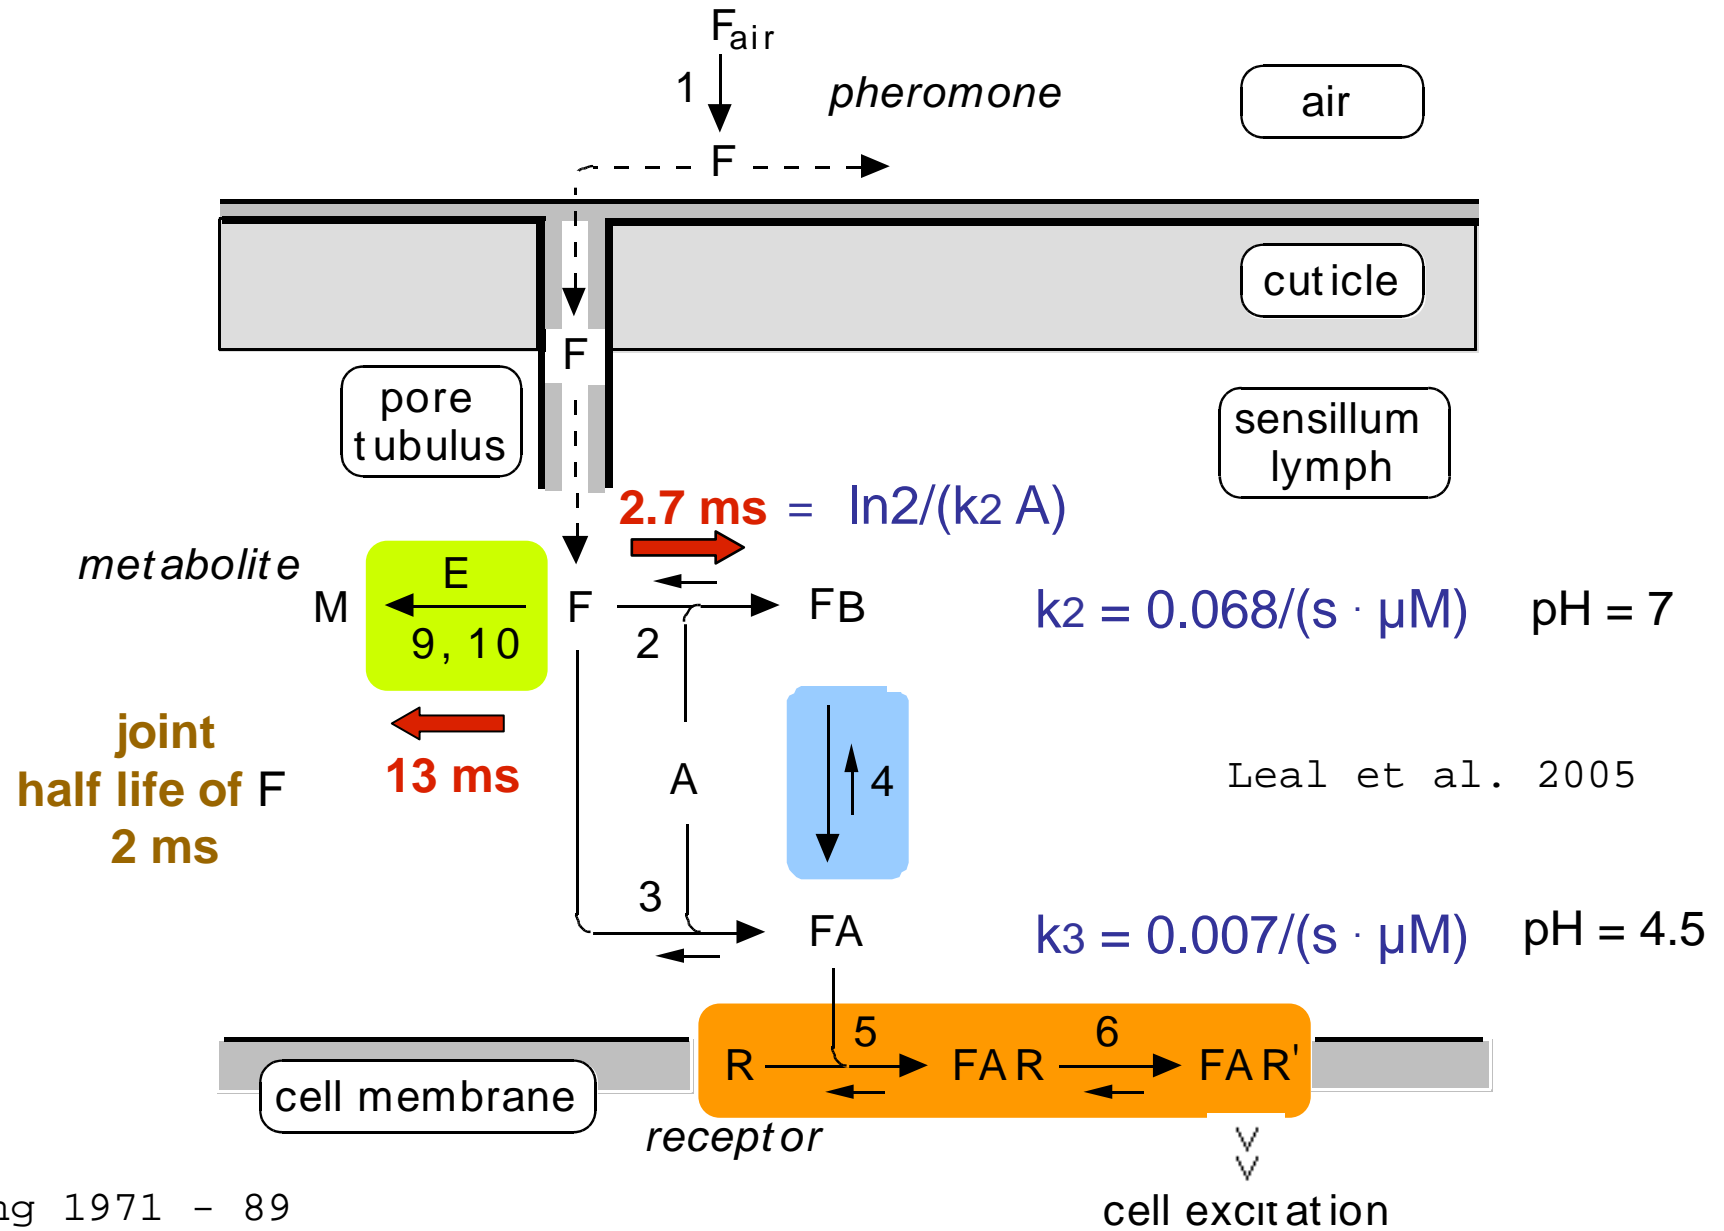 Fair
1
pheromone
air
F
cuticle
F
pore
tubulus
sensillum
lymph
2.7 ms = ln2/(k2 A)
metabolite
M
E
9, 10
F
2
FB
k2 = 0.068/(s · µM)
pH = 7
joint
half life of F
2 ms
13 ms
A
4
Leal et al. 2005
3
FA
k3 = 0.007/(s · µM)
pH = 4.5
R
5
FAR
6
FAR'
cell membrane
receptor
ng 1971 - 89
cell excitation